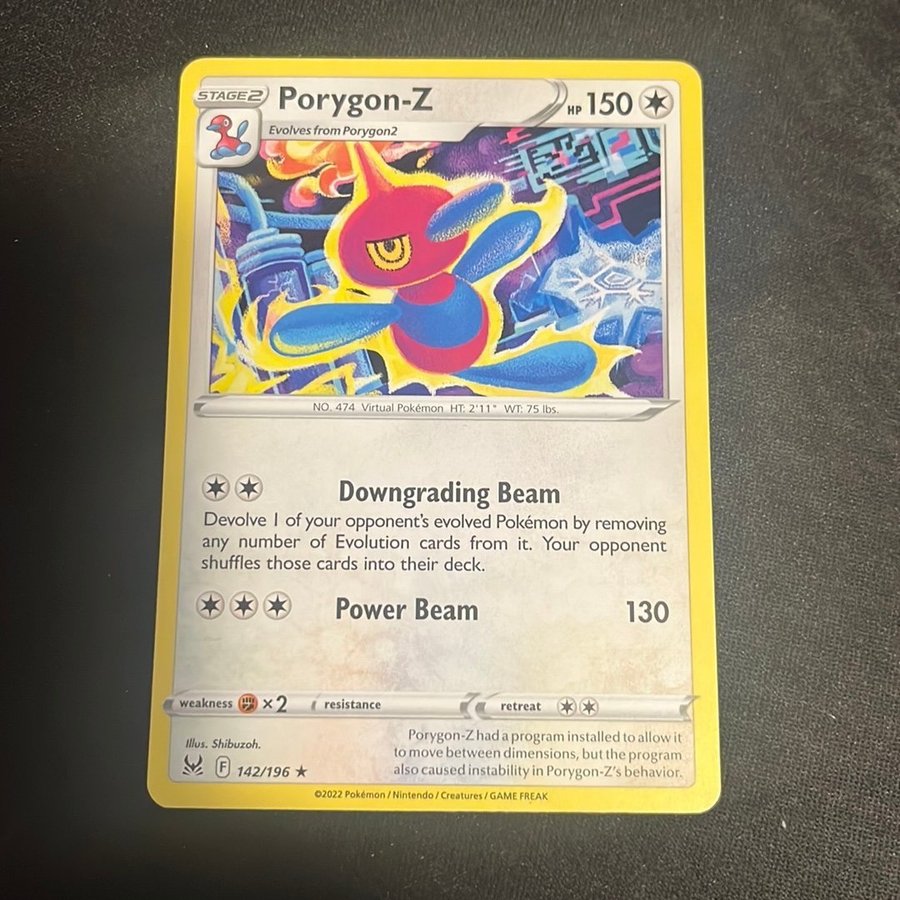 STAGE2 Porygon-Z HP 150
Evolves from Porygon2
NO. 474 Virtual Pokémon HT: 2'11" WT: 75 lbs.
Downgrading Beam
Devolve 1 of your opponent's evolved Pokémon by removing
any number of Evolution cards from it. Your opponent
shuffles those cards into their deck.
Power Beam 130
weakness ×2 resistance retreat
Porygon-Z had a program installed to allow it
to move between dimensions, but the program
also caused instability in Porygon-Z's behavior.
Illus. Shibuzoh.
F 142/196 ★
©2022 Pokémon / Nintendo / Creatures / GAME FREAK